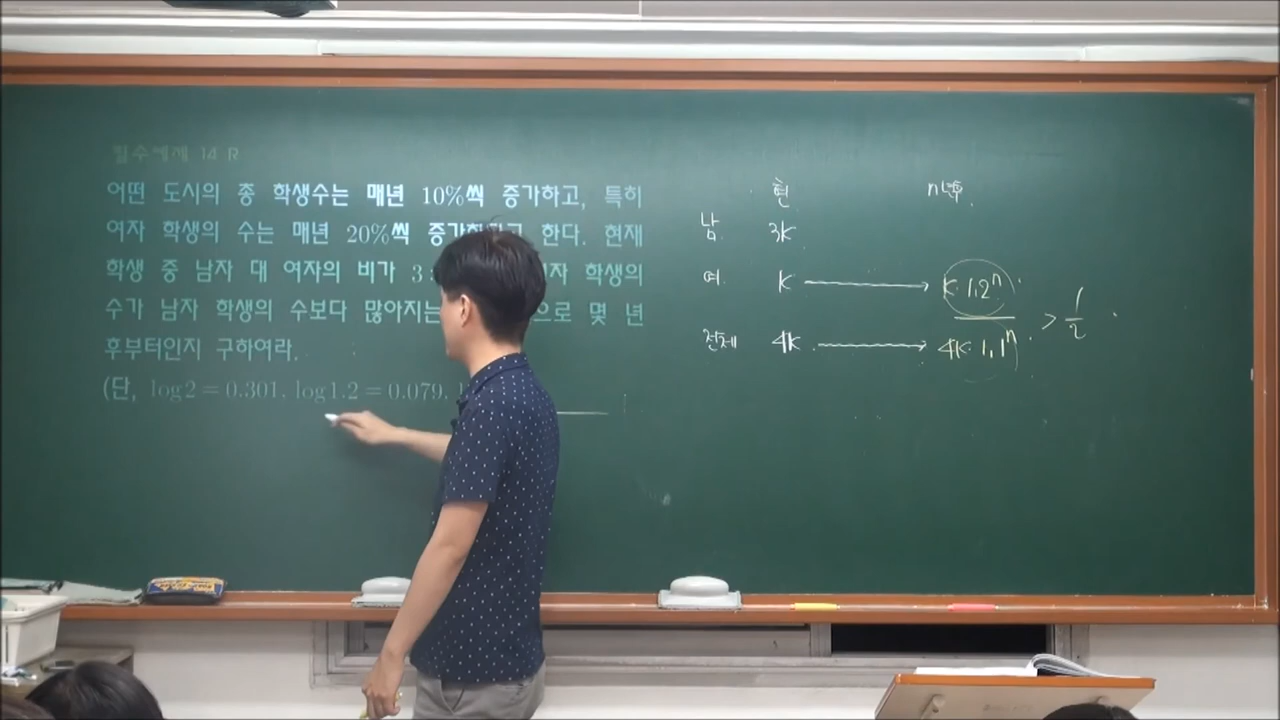 필수예제 14 R
어떤 도시의 총 학생수는 매년 10%씩 증가하고, 특히
여자 학생의 수는 매년 20%씩 한다. 현재
학생 중 남자 대 여자의 비가 3 : 학생의
수가 남자 학생의 수보다 많아지는 몇 년
후부터인지 구하여라.
(단, log2 = 0.301. log1.2 = 0.079.
현 n년후.
남. 3K
여. K → K·1.2ⁿ
전체 4K → 4K·1.1ⁿ
> 1/2